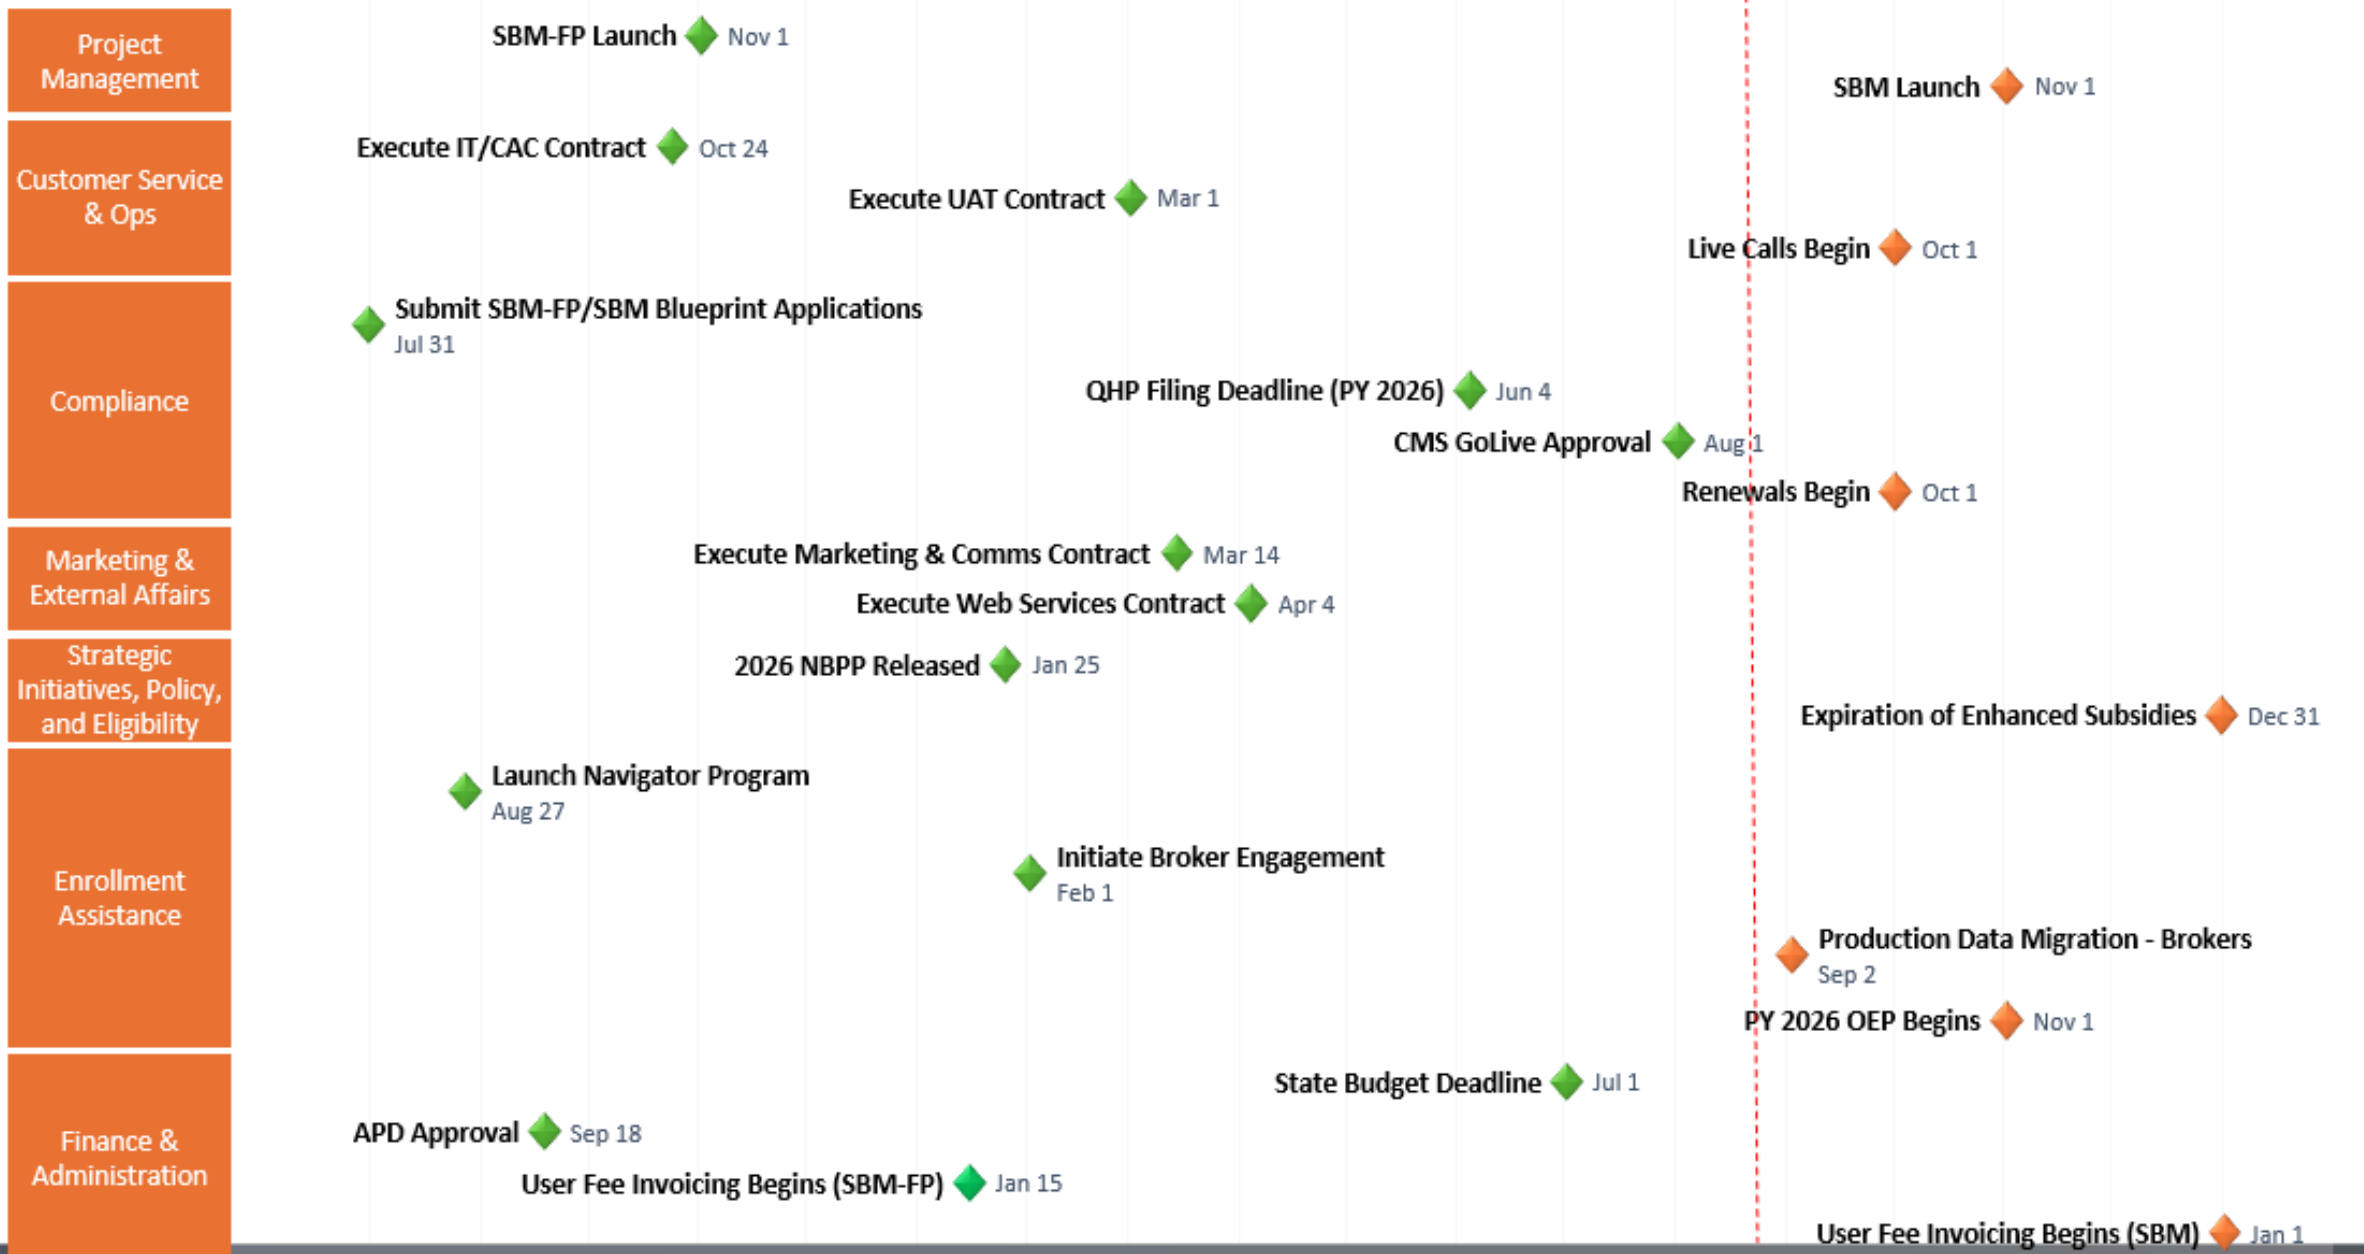 Project
Management
SBM-FP Launch Nov 1
SBM Launch Nov 1
Customer Service
& Ops
Execute IT/CAC Contract Oct 24
Execute UAT Contract Mar 1
Live Calls Begin Oct 1
Compliance
Submit SBM-FP/SBM Blueprint Applications
Jul 31
QHP Filing Deadline (PY 2026) Jun 4
CMS GoLive Approval Aug 1
Renewals Begin Oct 1
Marketing &
External Affairs
Execute Marketing & Comms Contract Mar 14
Execute Web Services Contract Apr 4
Strategic
Initiatives, Policy,
and Eligibility
2026 NBPP Released Jan 25
Expiration of Enhanced Subsidies Dec 31
Enrollment
Assistance
Launch Navigator Program
Aug 27
Initiate Broker Engagement
Feb 1
Production Data Migration - Brokers
Sep 2
PY 2026 OEP Begins Nov 1
Finance &
Administration
State Budget Deadline Jul 1
APD Approval Sep 18
User Fee Invoicing Begins (SBM-FP) Jan 15
User Fee Invoicing Begins (SBM) Jan 1